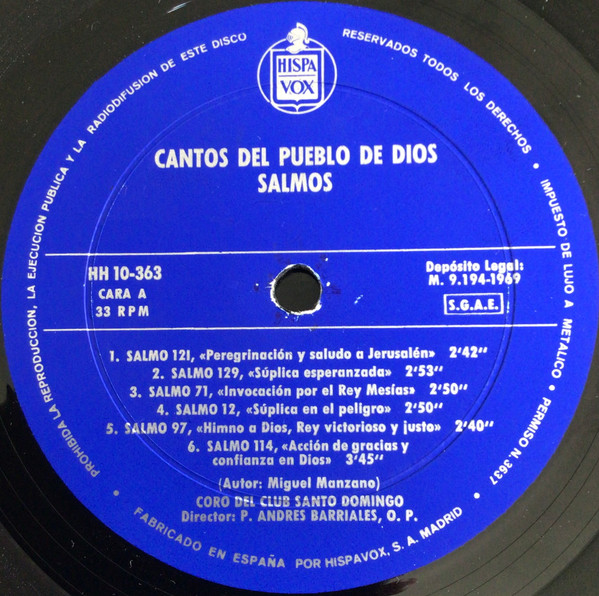 HISPA
VOX
CANTOS DEL PUEBLO DE DIOS
SALMOS
HH 10-363
CARA A
33 RPM
Depósito Legal:
M. 9.194-1969
S.G.A.E.
1. SALMO 121, «Peregrinación y saludo a Jerusalén» 2'42''
2. SALMO 129, «Súplica esperanzada» 2'53''
3. SALMO 71, «Invocación por el Rey Mesías» 2'50''
4. SALMO 12, «Súplica en el peligro» 2'50''
5. SALMO 97, «Himno a Dios, Rey victorioso y justo» 2'40''
6. SALMO 114, «Acción de gracias y
confianza en Dios» 3'45''
(Autor: Miguel Manzano)
CORO DEL CLUB SANTO DOMINGO
Director: P. ANDRES BARRIALES, O. P.
PROHIBIDA LA REPRODUCCION, LA EJECUCION PUBLICA Y LA RADIODIFUSION DE ESTE DISCO
RESERVADOS TODOS LOS DERECHOS • IMPUESTO DE LUJO A METALICO • PERMISO N. 3637
• FABRICADO EN ESPAÑA POR HISPAVOX, S. A. MADRID •